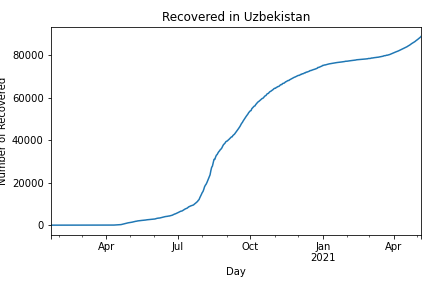 Recovered in Uzbekistan
Number of Recovered
80000
60000
40000
20000
0
Apr
Jul
Oct
Jan
2021
Apr
Day